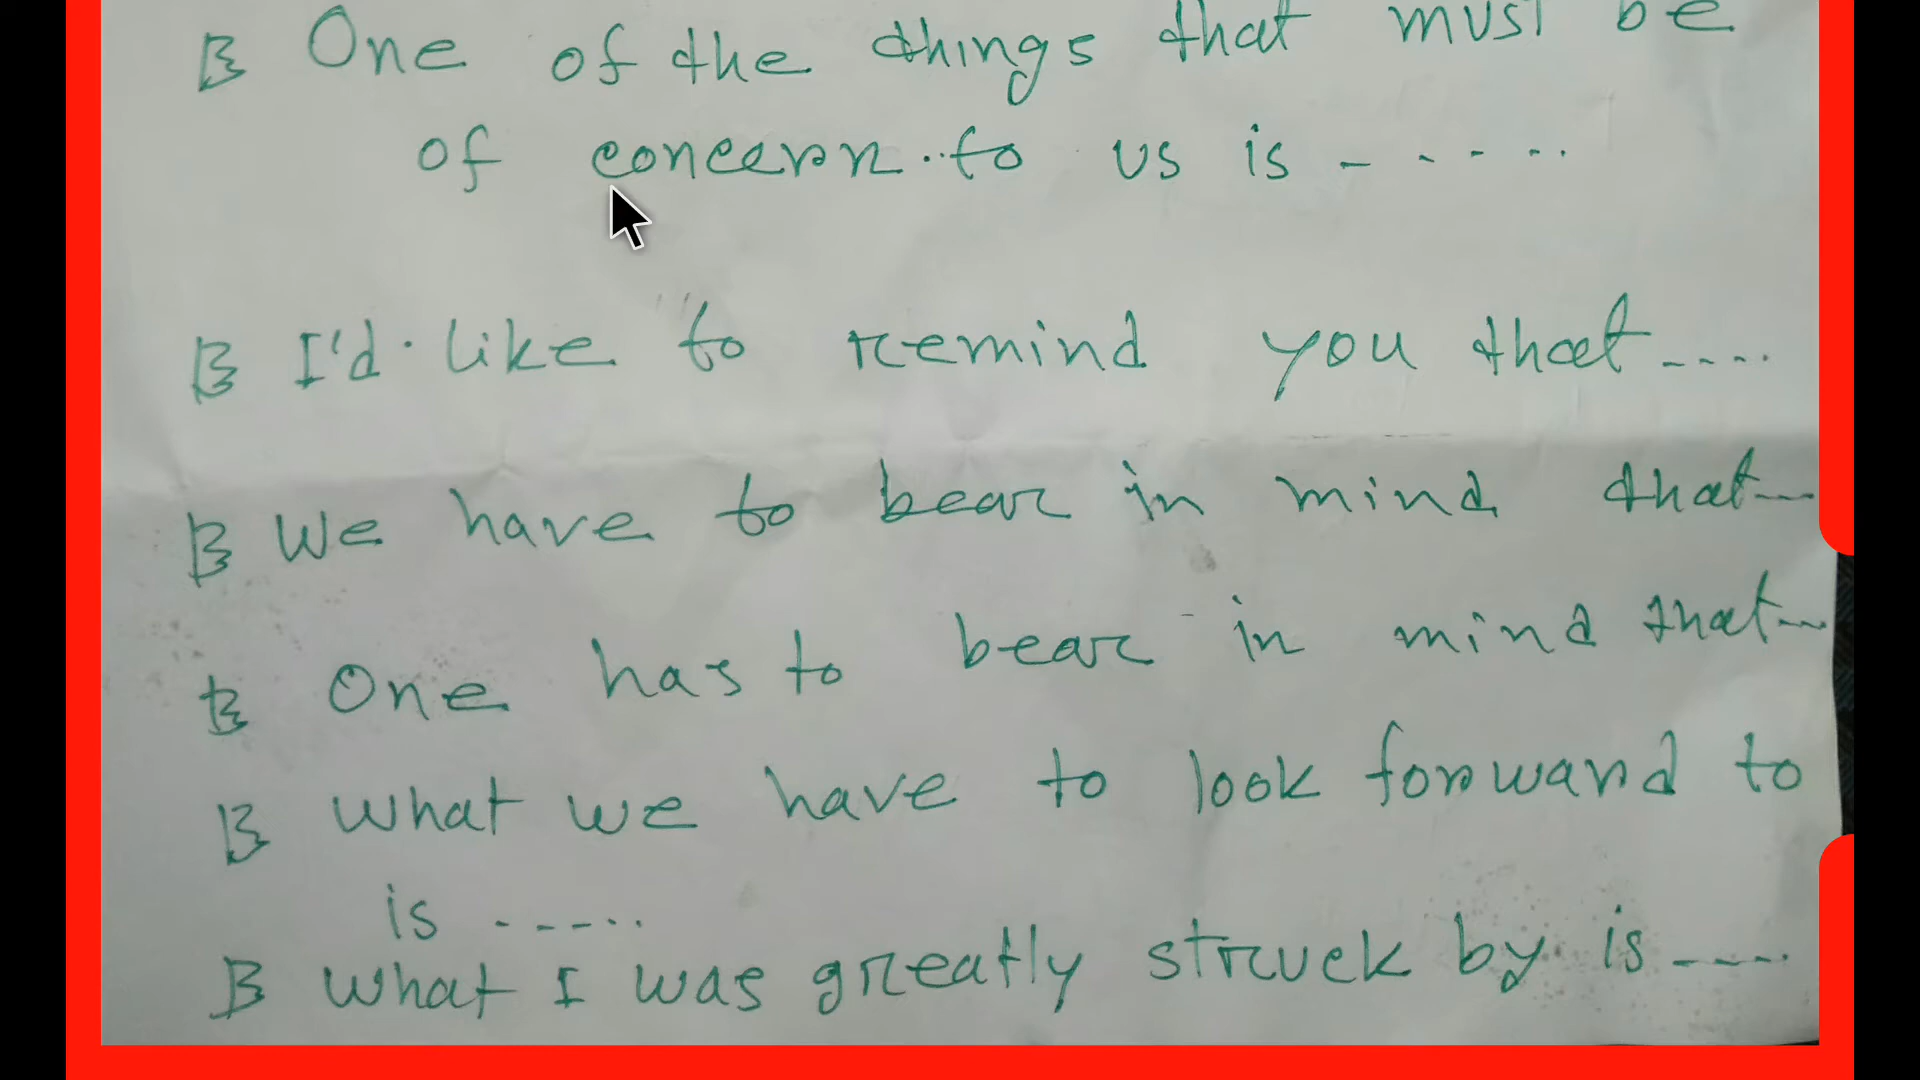 B One of the things that must be
of concern to us is - - - - - .
B I'd like to remind you that - - - -
B We have to bear in mind that ---
B One has to bear in mind that ---
B What we have to look forward to
is - - - - - .
B What I was greatly struck by is - - - -